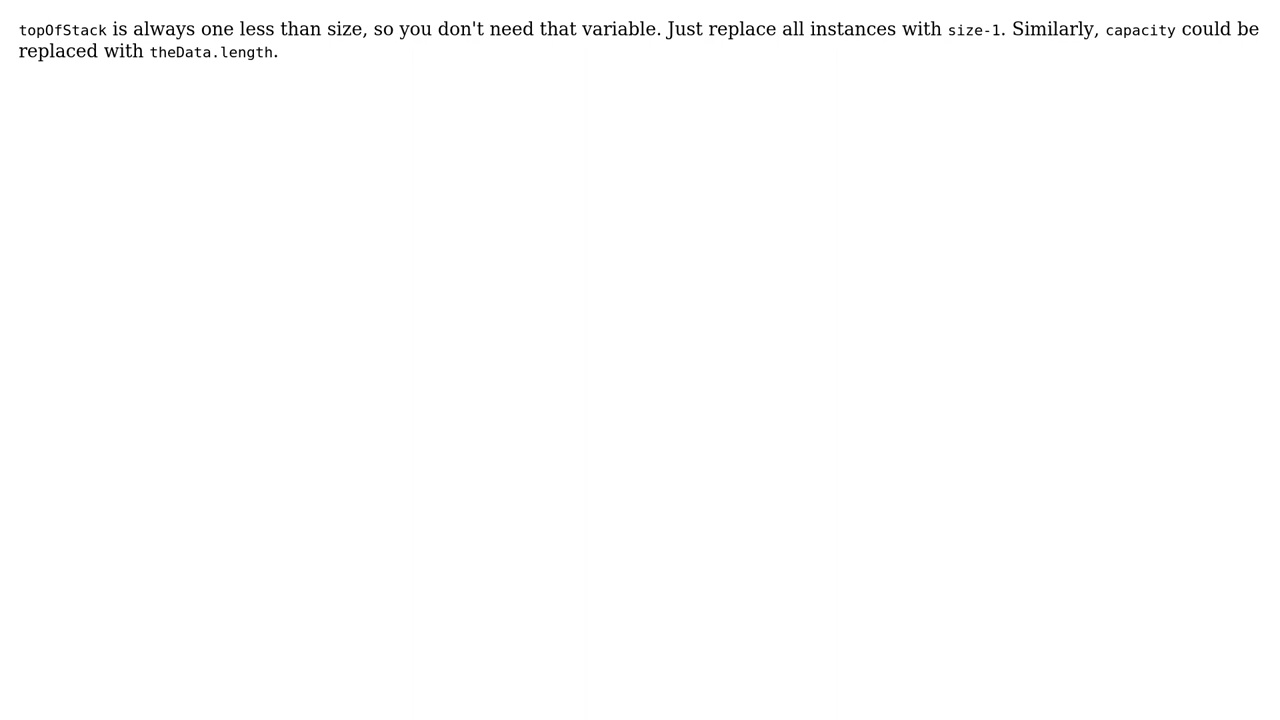 topOfStack is always one less than size, so you don't need that variable. Just replace all instances with size-1. Similarly, capacity could be
replaced with theData.length.